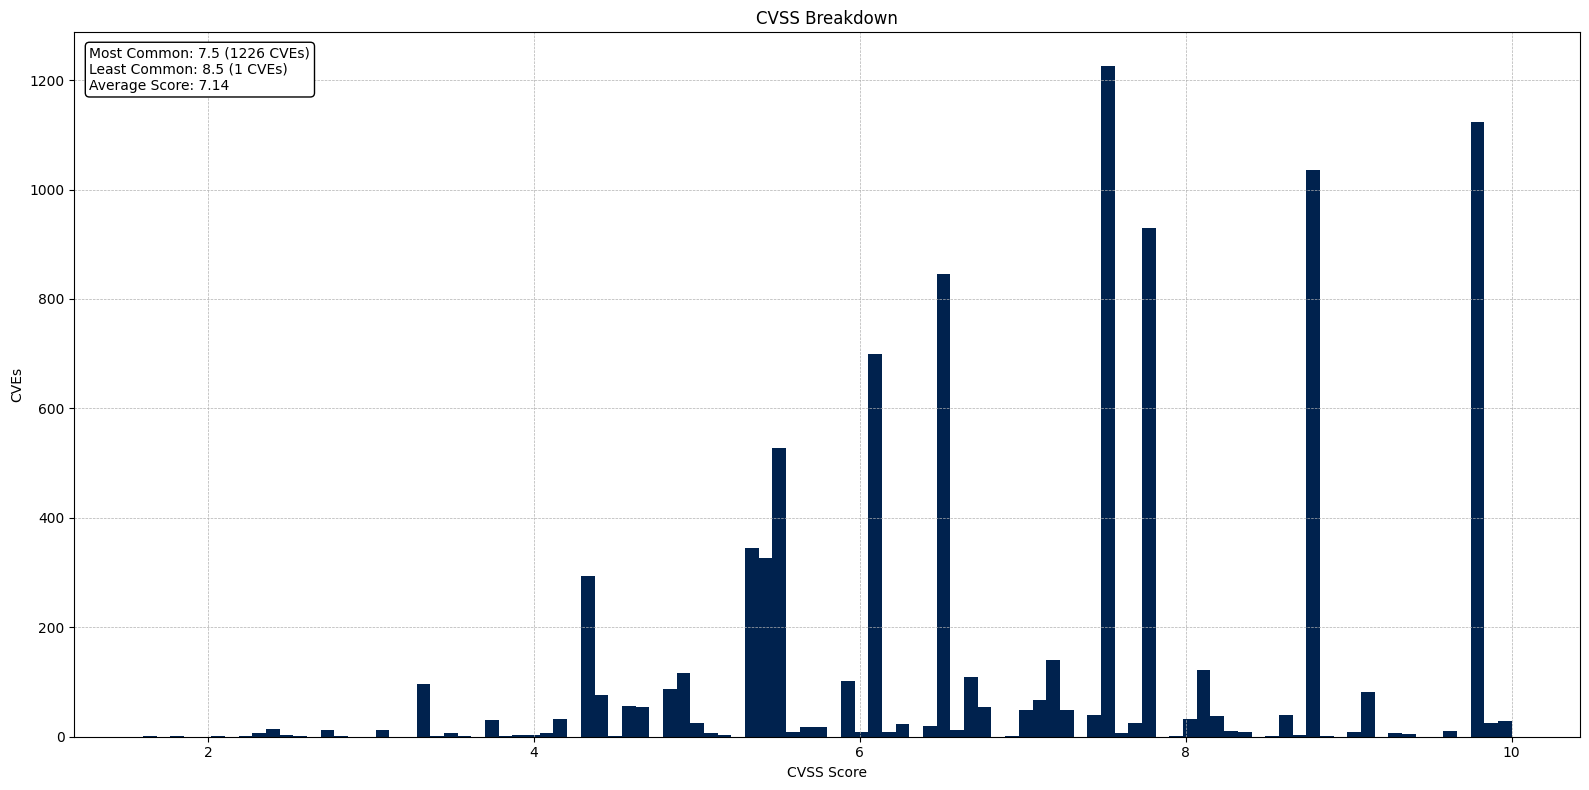 CVSS Breakdown
Most Common: 7.5 (1226 CVEs)
Least Common: 8.5 (1 CVEs)
Average Score: 7.14
1200
1000
800
600
400
200
0
CVEs
2 4 6 8 10
CVSS Score